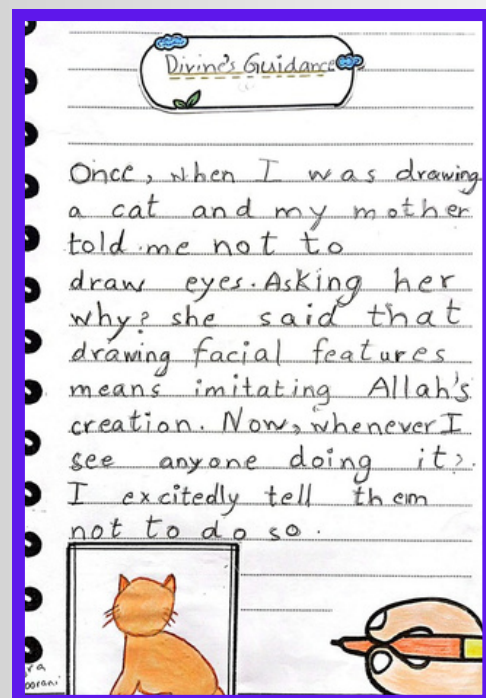 Divine's Guidance
Once, when I was drawing
a cat and my mother
told me not to
draw eyes. Asking her
why? she said that
drawing facial features
means imitating Allah's
creation. Now, whenever I
see anyone doing it,
I excitedly tell them
not to do so.